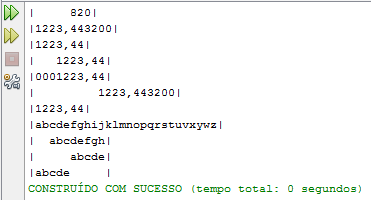 |     820|
|1223,443200|
|1223,44|
|   1223,44|
|0001223,44|
|         1223,443200|
|1223,44|
|abcdefghijklmnopqrstuvxywz|
|  abcdefgh|
|     abcde|
|abcde     |
CONSTRUÍDO COM SUCESSO (tempo total: 0 segundos)